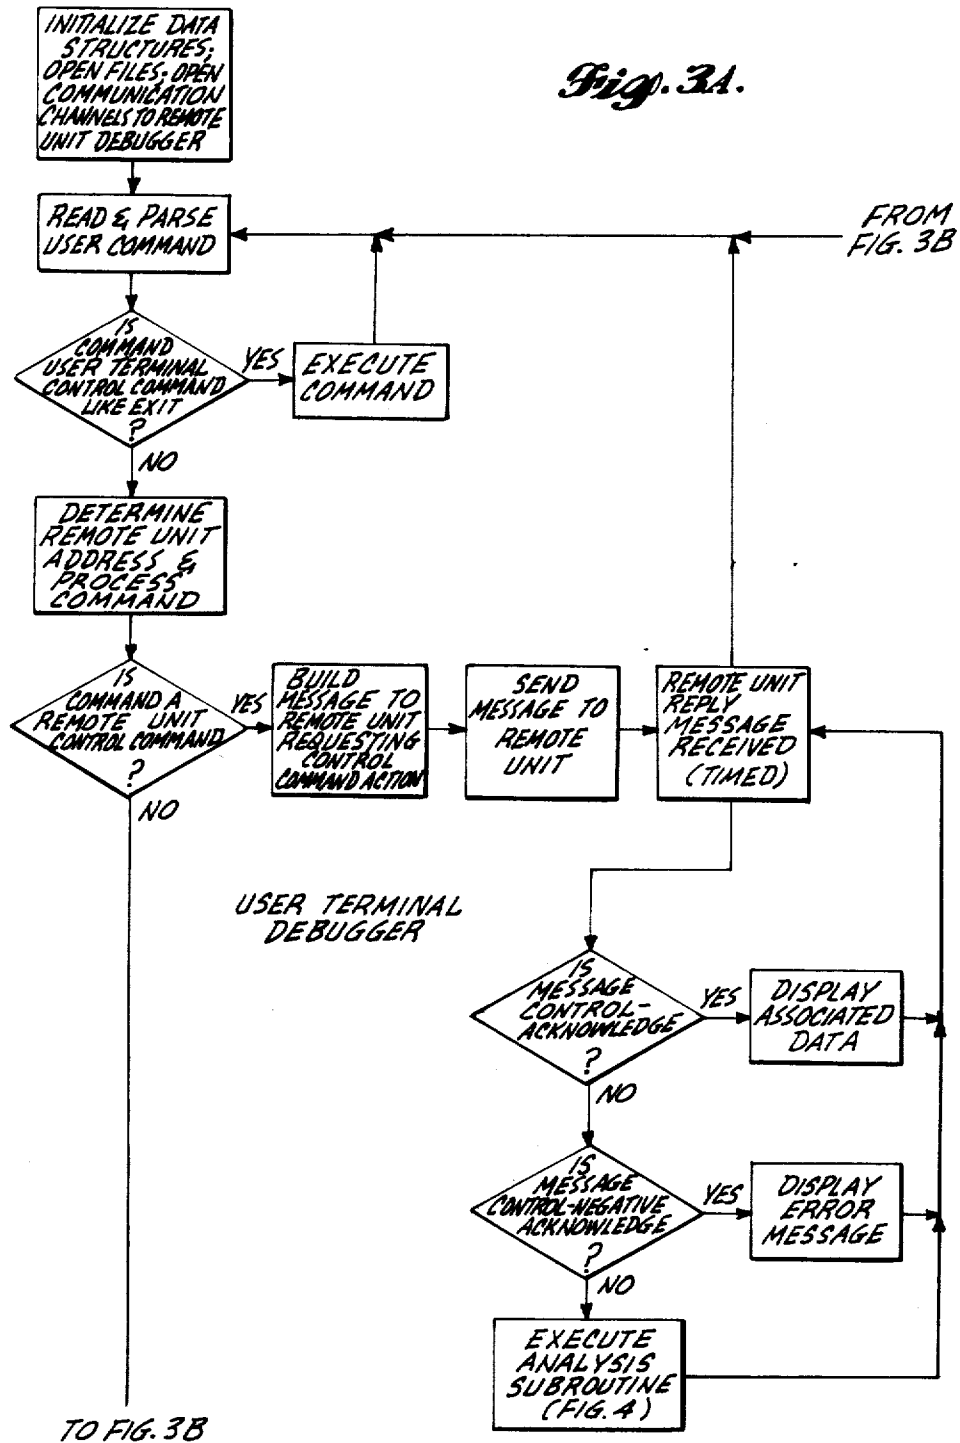 INITIALIZE DATA
STRUCTURES;
OPEN FILES; OPEN
COMMUNICATION
CHANNELS TO REMOTE
UNIT DEBUGGER
Fig. 3A.
READ & PARSE
USER COMMAND
FROM
FIG. 3B
IS
COMMAND
USER TERMINAL
CONTROL COMMAND
LIKE EXIT
?
YES
EXECUTE
COMMAND
NO
DETERMINE
REMOTE UNIT
ADDRESS &
PROCESS
COMMAND
IS
COMMAND A
REMOTE UNIT
CONTROL COMMAND
?
YES
BUILD
MESSAGE TO
REMOTE UNIT
REQUESTING
CONTROL
COMMAND ACTION
SEND
MESSAGE TO
REMOTE
UNIT
REMOTE UNIT
REPLY
MESSAGE
RECEIVED
(TIMED)
NO
USER TERMINAL
DEBUGGER
IS
MESSAGE
CONTROL-
ACKNOWLEDGE
?
YES
DISPLAY
ASSOCIATED
DATA
NO
IS
MESSAGE
CONTROL-NEGATIVE
ACKNOWLEDGE
?
YES
DISPLAY
ERROR
MESSAGE
NO
EXECUTE
ANALYSIS
SUBROUTINE
(FIG. 4)
TO FIG. 3B